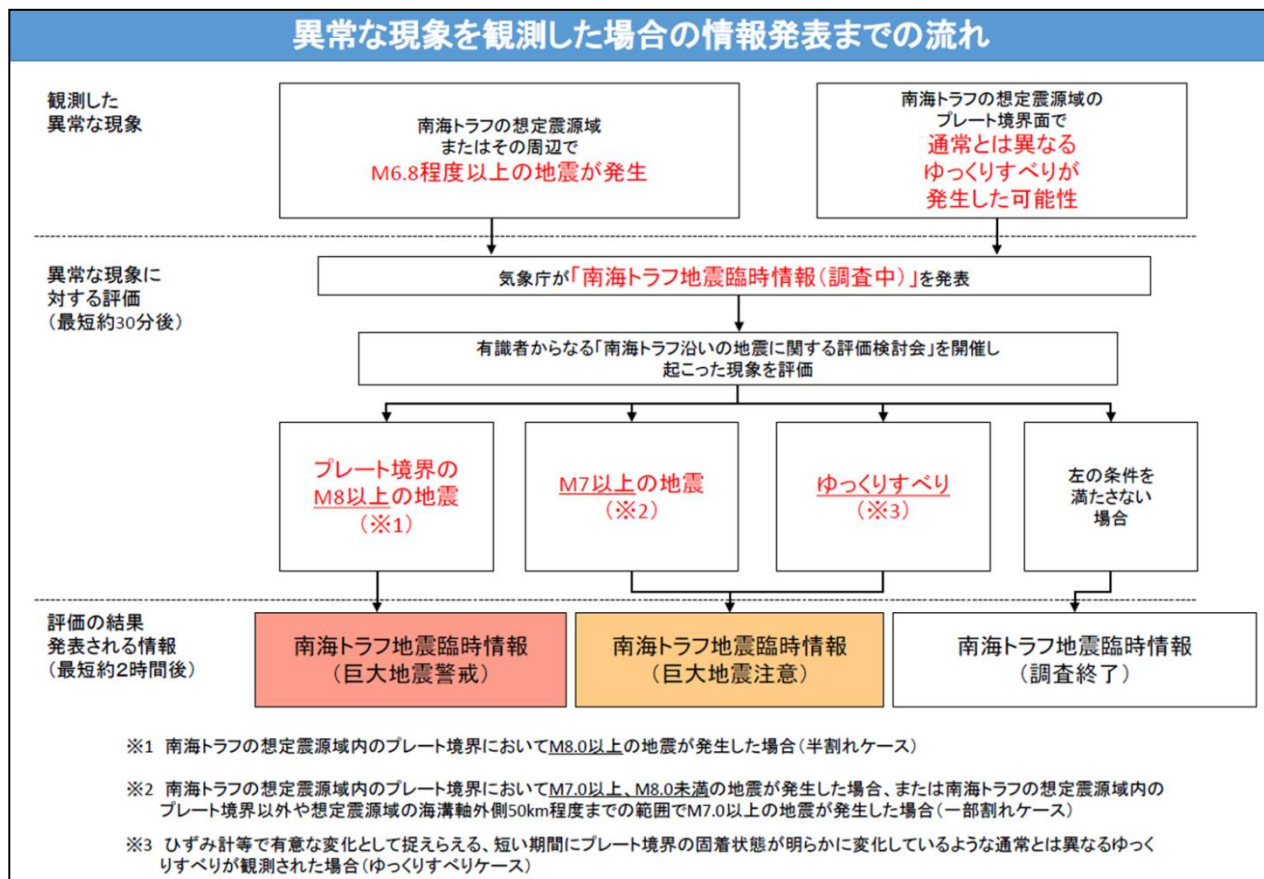 異常な現象を観測した場合の情報発表までの流れ
観測した
異常な現象
南海トラフの想定震源域
またはその周辺で
M6.8程度以上の地震が発生
南海トラフの想定震源域の
プレート境界面で
通常とは異なる
ゆっくりすべりが
発生した可能性
異常な現象に
対する評価
（最短約30分後）
気象庁が「南海トラフ地震臨時情報（調査中）」を発表
有識者からなる「南海トラフ沿いの地震に関する評価検討会」を開催し
起こった現象を評価
プレート境界の
M8以上の地震
（※1）
M7以上の地震
（※2）
ゆっくりすべり
（※3）
左の条件を
満たさない
場合
評価の結果
発表される情報
（最短約2時間後）
南海トラフ地震臨時情報
（巨大地震警戒）
南海トラフ地震臨時情報
（巨大地震注意）
南海トラフ地震臨時情報
（調査終了）
※1 南海トラフの想定震源域内のプレート境界においてM8.0以上の地震が発生した場合（半割れケース）
※2 南海トラフの想定震源域内のプレート境界においてM7.0以上、M8.0未満の地震が発生した場合、または南海トラフの想定震源域内の
プレート境界以外や想定震源域の海溝軸外側50km程度までの範囲でM7.0以上の地震が発生した場合（一部割れケース）
※3 ひずみ計等で有意な変化として捉えらえる、短い期間にプレート境界の固着状態が明らかに変化しているような通常とは異なるゆっく
りすべりが観測された場合（ゆっくりすべりケース）